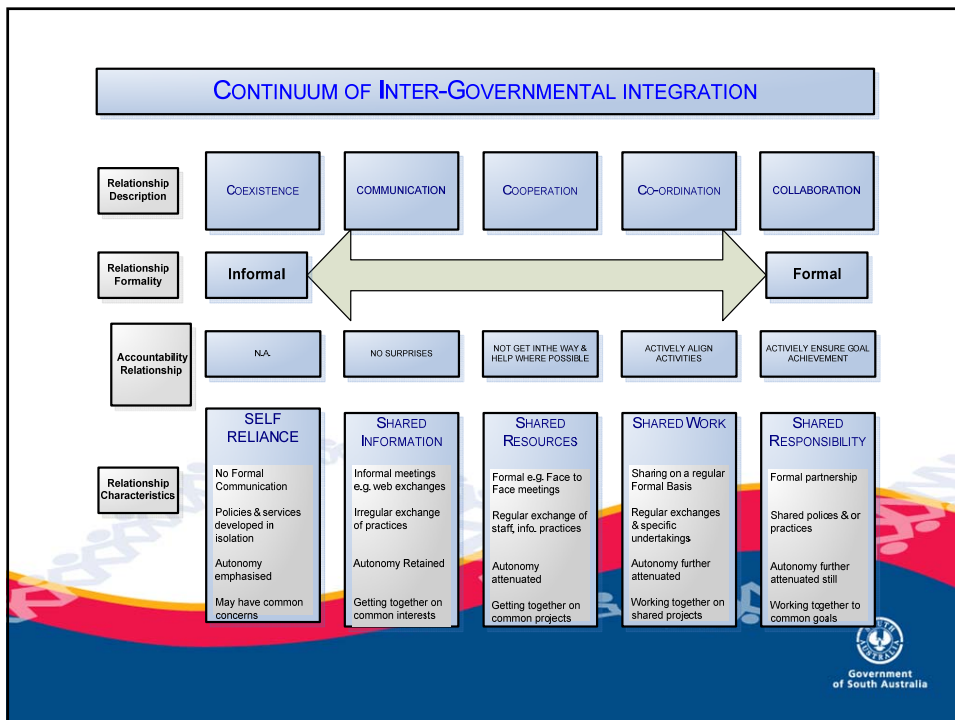 CONTINUUM OF INTER-GOVERNMENTAL INTEGRATION
Relationship
Description
COEXISTENCE
COMMUNICATION
COOPERATION
CO-ORDINATION
COLLABORATION
Relationship
Formality
Informal
Formal
Accountability
Relationship
N.A.
NO SURPRISES
NOT GET INTHE WAY &
HELP WHERE POSSIBLE
ACTIVELY ALIGN
ACTIVITIES
ACTIVIELY ENSURE GOAL
ACHIEVEMENT
Relationship
Characteristics
SELF
RELIANCE
No Formal
Communication
Policies & services
developed in
isolation
Autonomy
emphasised
May have common
concerns
SHARED
INFORMATION
Informal meetings
e.g. web exchanges
Irregular exchange
of practices
Autonomy Retained
Getting together on
common interests
SHARED
RESOURCES
Formal e.g. Face to
Face meetings
Regular exchange of
staff, info. practices
Autonomy
attenuated
Getting together on
common projects
SHARED WORK
Sharing on a regular
Formal Basis
Regular exchanges
& specific
undertakings
Autonomy further
attenuated
Working together on
shared projects
SHARED
RESPONSIBILITY
Formal partnership
Shared polices & or
practices
Autonomy further
attenuated still
Working together to
common goals
SOUTH
AUSTRALIA
Government
of South Australia